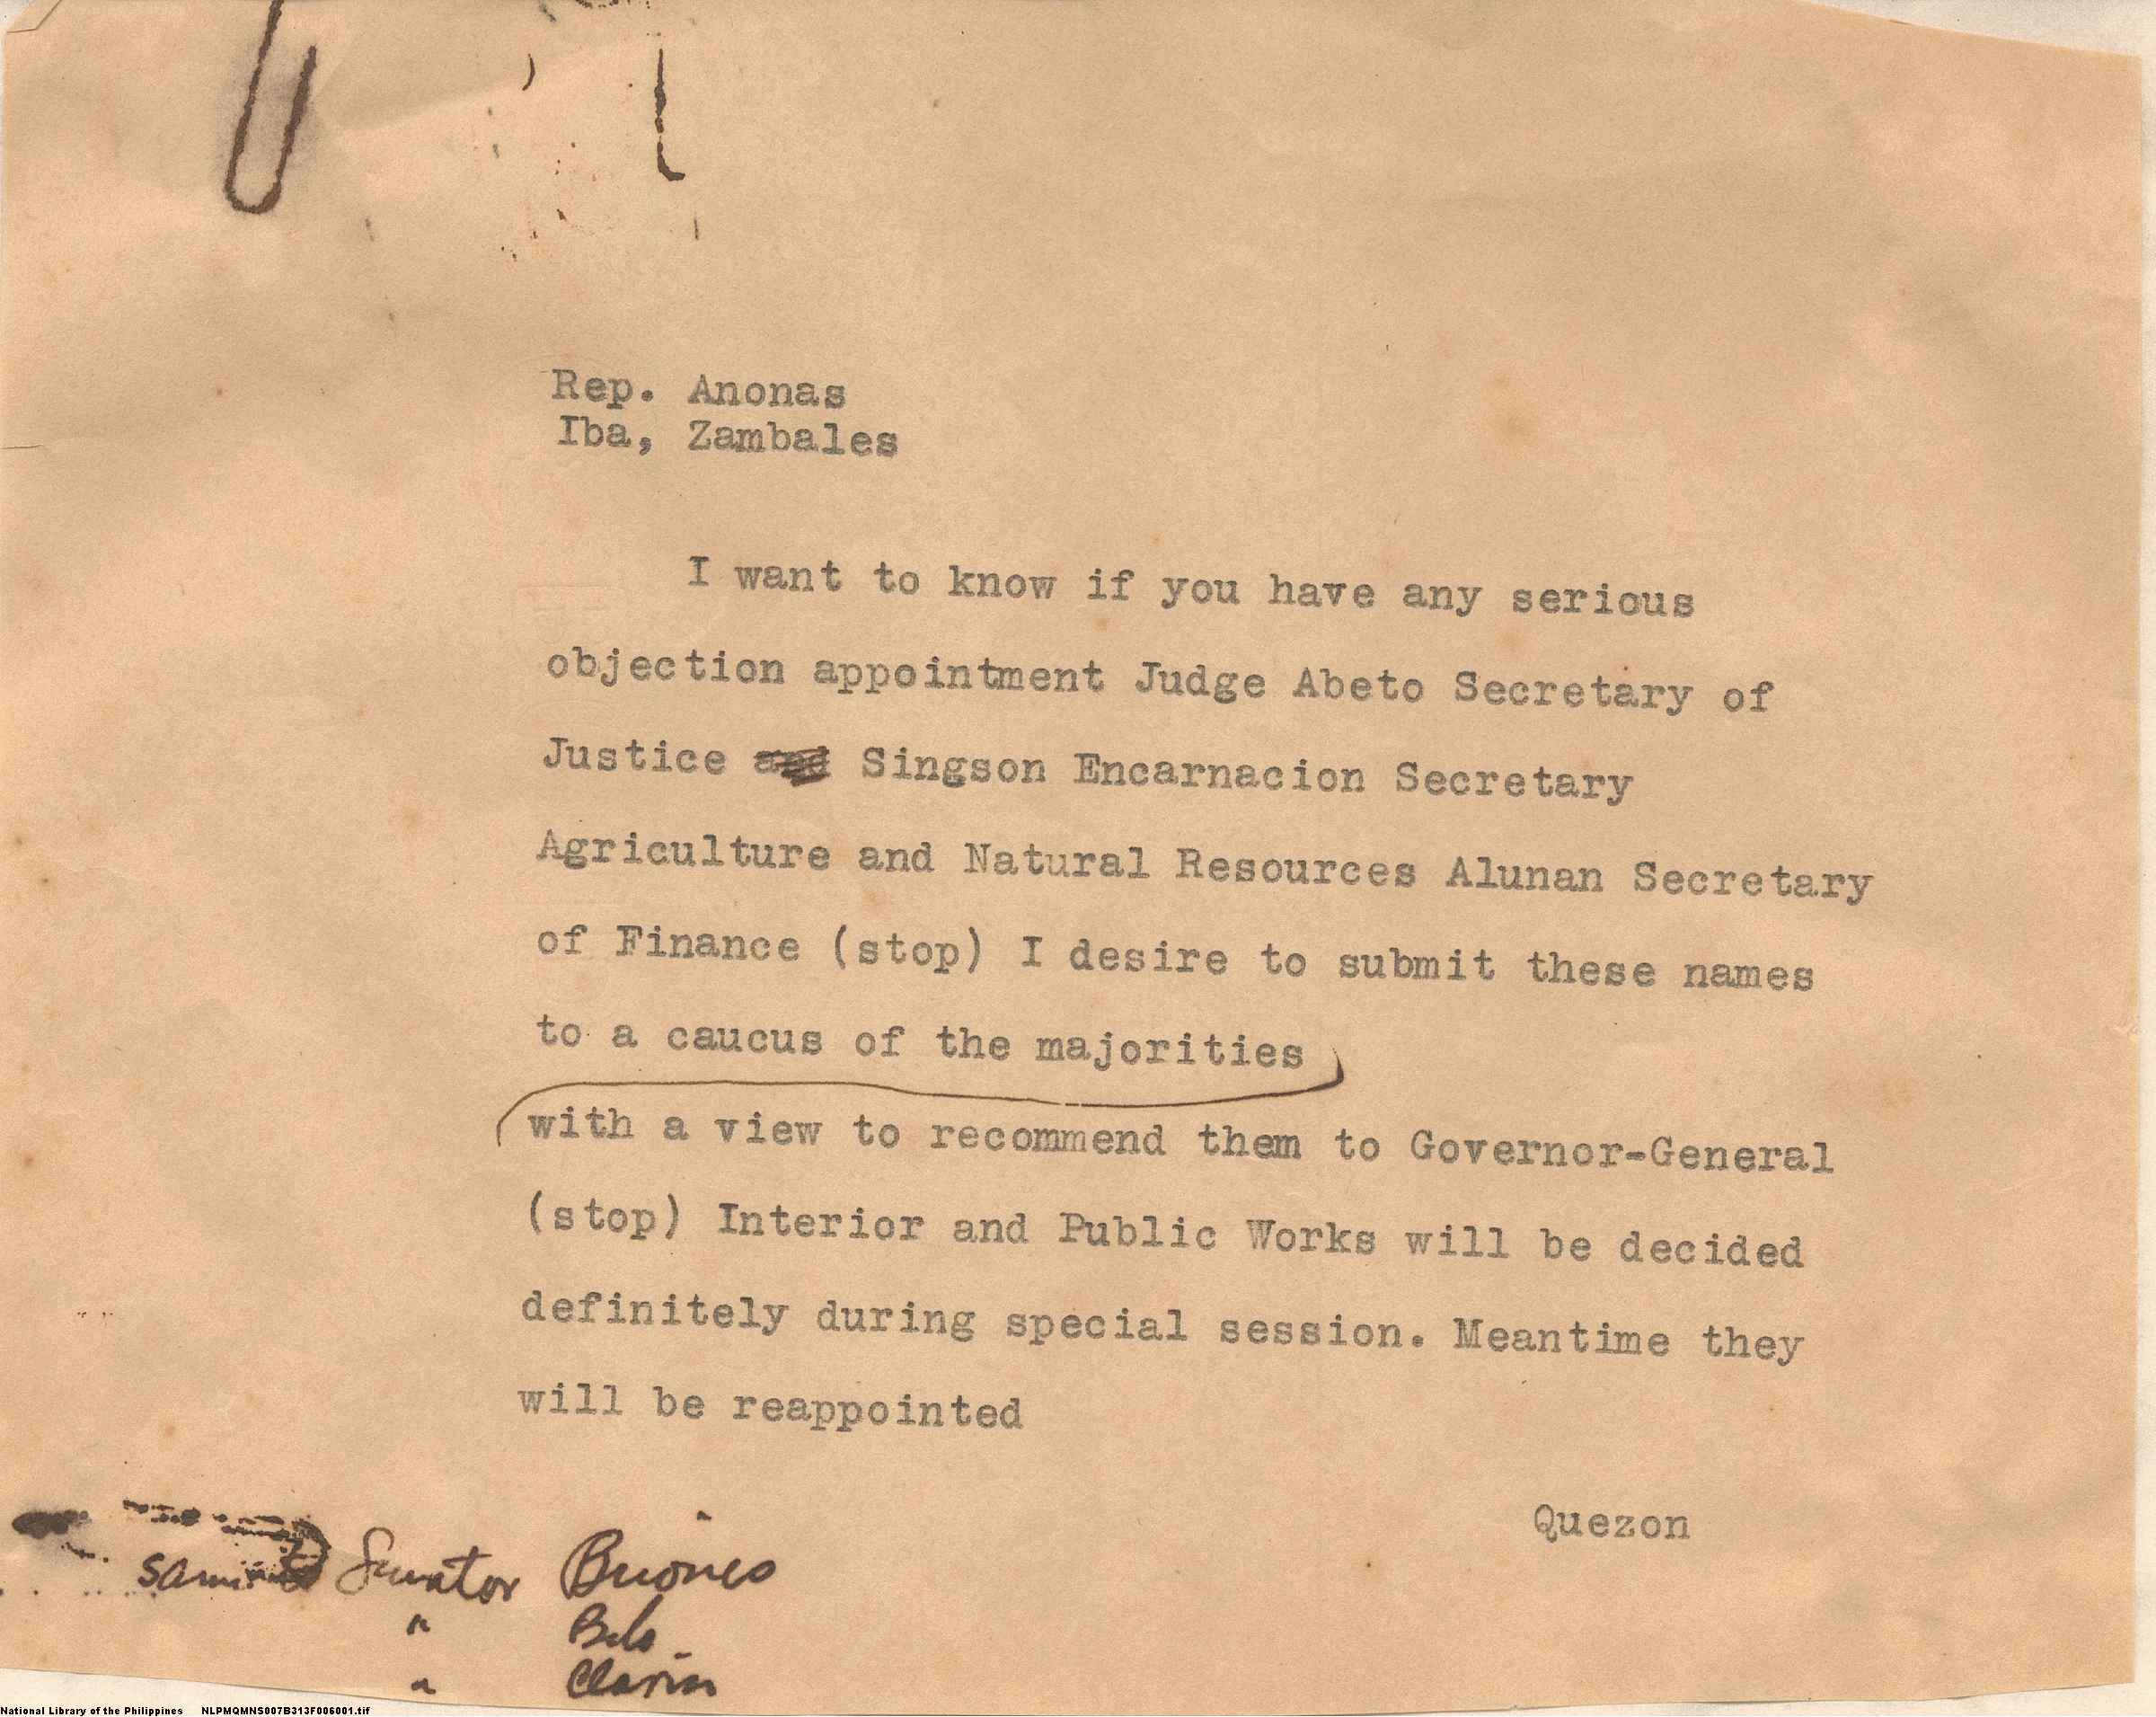 Rep. Anonas
Iba, Zambales
I want to know if you have any serious
objection appointment Judge Abeto Secretary of
Justice and Singson Encarnacion Secretary
Agriculture and Natural Resources Alunan Secretary
of Finance (stop) I desire to submit these names
to a caucus of the majorities
with a view to recommend them to Governor-General
(stop) Interior and Public Works will be decided
definitely during special session. Meantime they
will be reappointed
Quezon
Same to Senator Briones
" Belo
" Clarin
National Library of the Philippines NLPMQMNS007B313F006001.tif